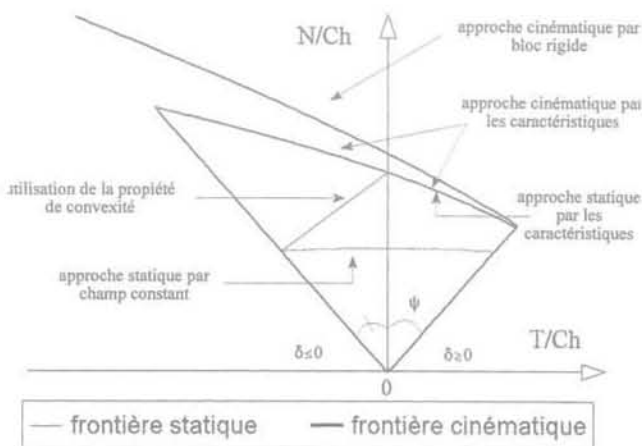 N/Ch
approche cinématique par
bloc rigide
approche cinématique par
les caractéristiques
utilisation de la propiété
de convexité
approche statique
par les
caractéristiques
approche statique par
champ constant
ψ
δ≤0
δ≥0
T/Ch
0
frontière statique
frontière cinématique